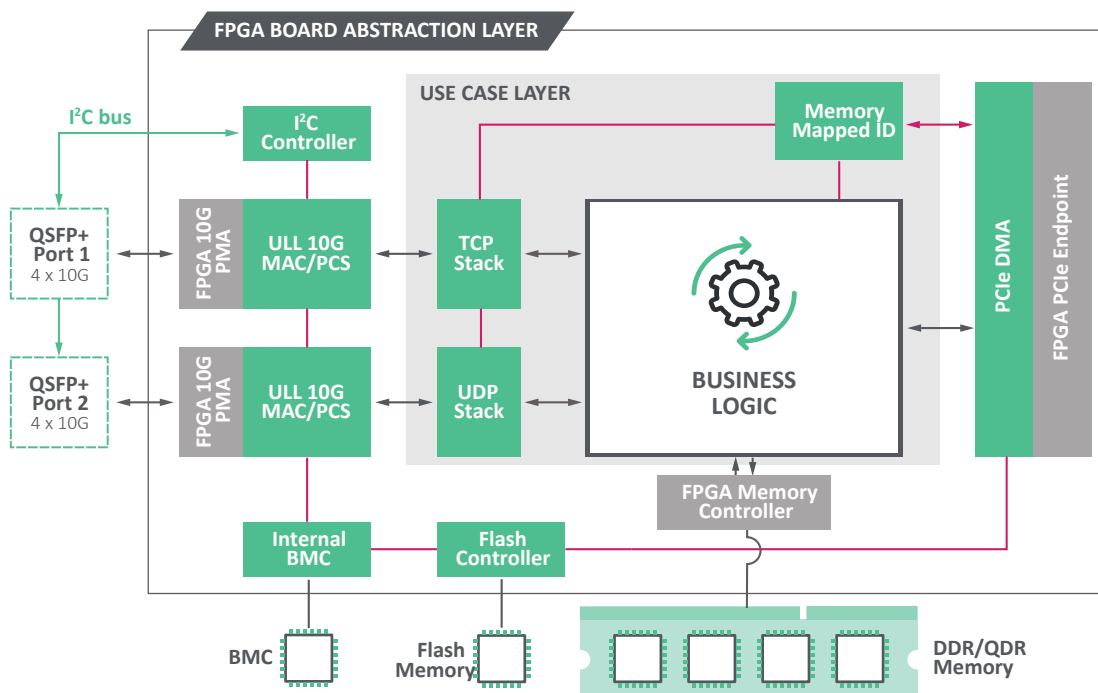 FPGA BOARD ABSTRACTION LAYER
USE CASE LAYER
I²C bus
I²C
Controller
Memory
Mapped ID
QSFP+
Port 1
4 x 10G
FPGA 10G
PMA
ULL 10G
MAC/PCS
TCP
Stack
BUSINESS
LOGIC
PCIe DMA
FPGA PCIe Endpoint
QSFP+
Port 2
4 x 10G
FPGA 10G
PMA
ULL 10G
MAC/PCS
UDP
Stack
FPGA Memory
Controller
Internal
BMC
Flash
Controller
BMC
Flash
Memory
DDR/QDR
Memory